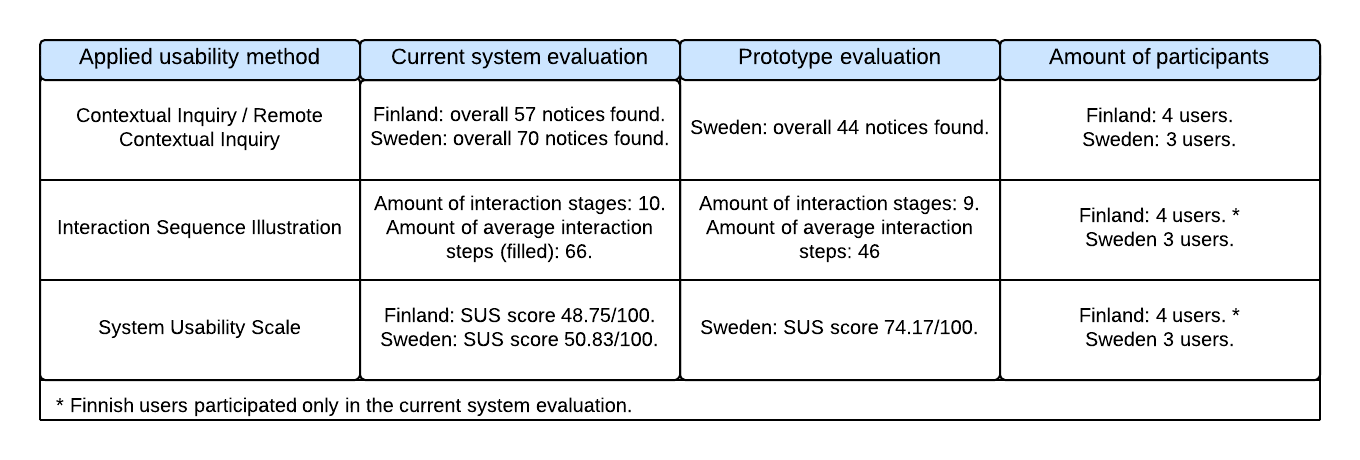 Applied usability method
Current system evaluation
Prototype evaluation
Amount of participants
Contextual Inquiry / Remote
Contextual Inquiry
Finland: overall 57 notices found.
Sweden: overall 70 notices found.
Sweden: overall 44 notices found.
Finland: 4 users.
Sweden: 3 users.
Interaction Sequence Illustration
Amount of interaction stages: 10.
Amount of average interaction
steps (filled): 66.
Amount of interaction stages: 9.
Amount of average interaction
steps: 46
Finland: 4 users. *
Sweden 3 users.
System Usability Scale
Finland: SUS score 48.75/100.
Sweden: SUS score 50.83/100.
Sweden: SUS score 74.17/100.
Finland: 4 users. *
Sweden 3 users.
* Finnish users participated only in the current system evaluation.